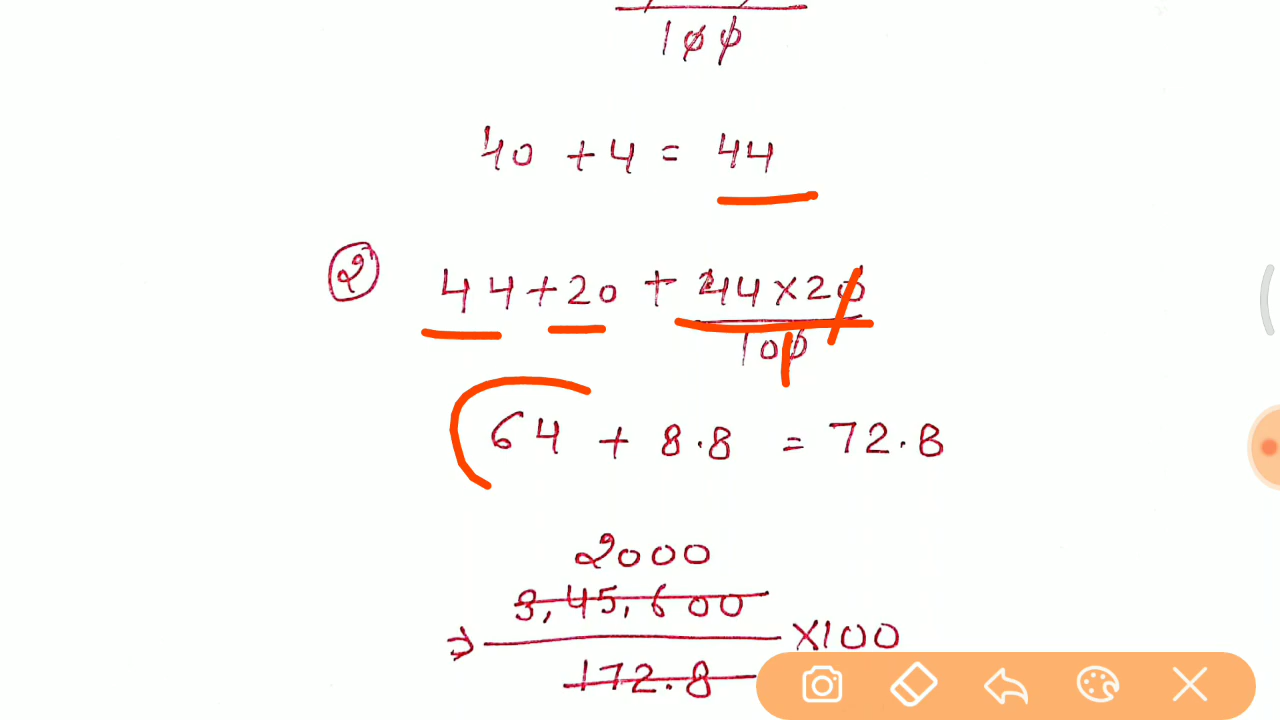 100
40 + 4 = 44
2 44 + 20 + 44 × 20
100
64 + 8.8 = 72.8
2000
3,45,600
⇒ × 100
172.8